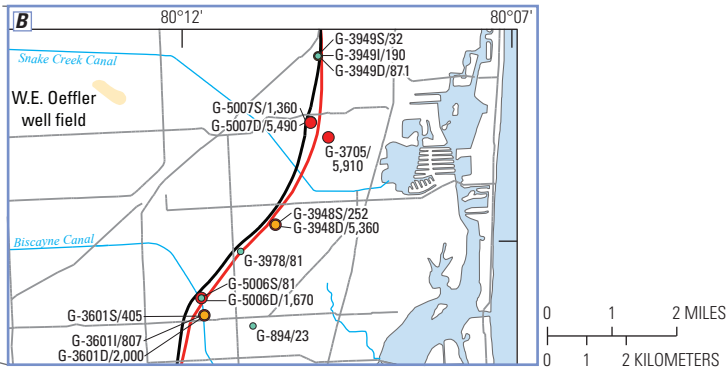 B
80°12'
80°07'
G-3949S/32
G-3949I/190
G-3949D/871
Snake Creek Canal
W.E. Oeffler
well field
G-5007S/1,360
G-5007D/5,490
G-3705/
5,910
G-3948S/252
G-3948D/5,360
Biscayne Canal
G-3978/81
G-5006S/81
G-5006D/1,670
G-3601S/405
G-3601I/807
G-3601D/2,000
G-894/23
0 1 2 MILES
0 1 2 KILOMETERS